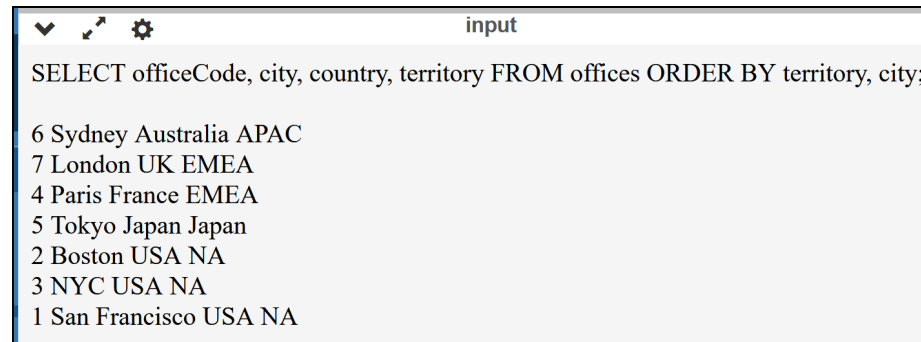 input
SELECT officeCode, city, country, territory FROM offices ORDER BY territory, city;
6 Sydney Australia APAC
7 London UK EMEA
4 Paris France EMEA
5 Tokyo Japan Japan
2 Boston USA NA
3 NYC USA NA
1 San Francisco USA NA